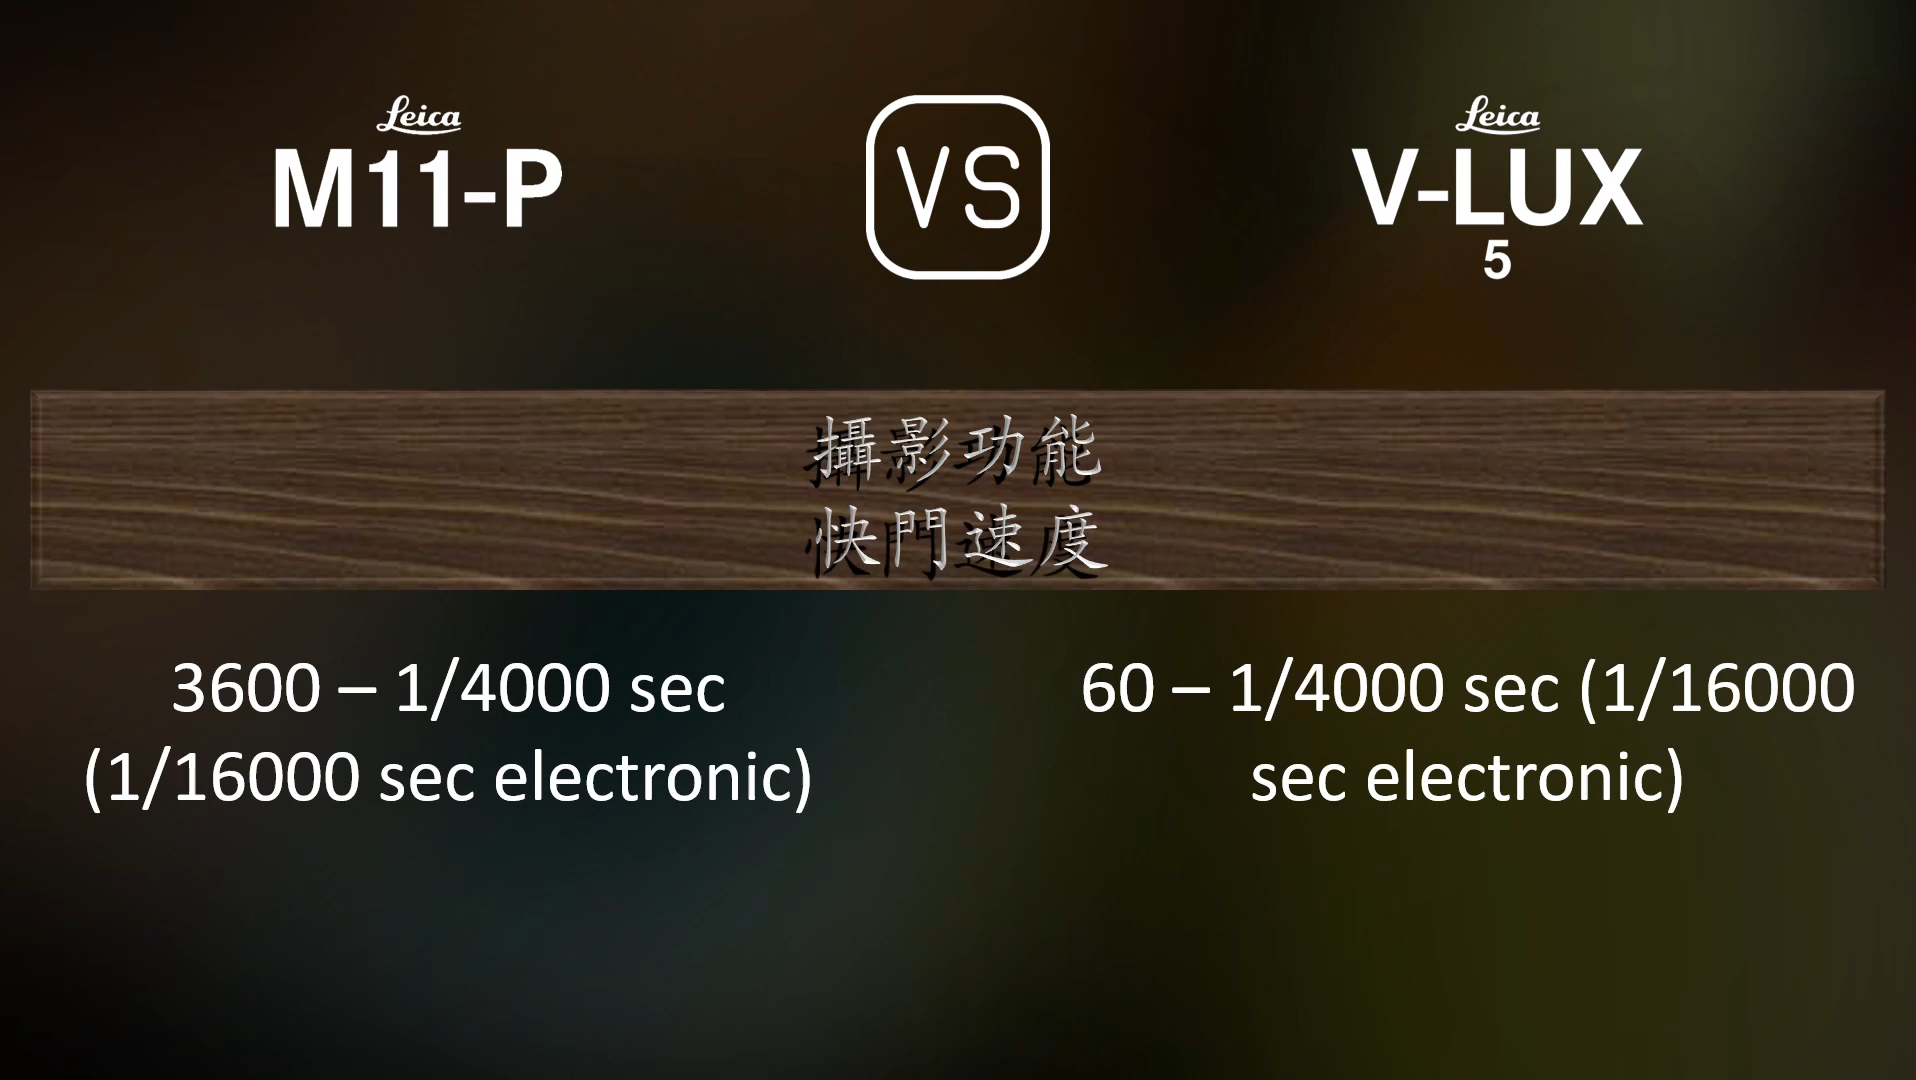 Leica
M11-P
VS
Leica
V-LUX
5
攝影功能
快門速度
3600 – 1/4000 sec
(1/16000 sec electronic)
60 – 1/4000 sec (1/16000
sec electronic)